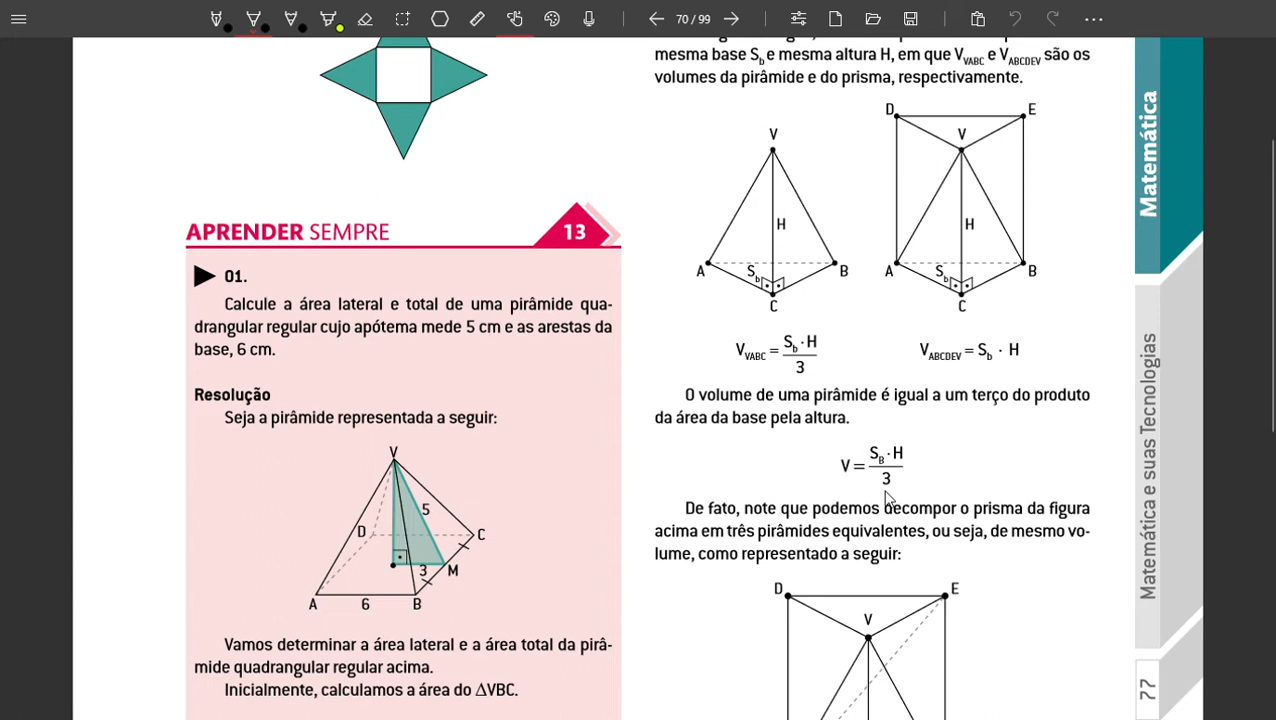 70 / 99
APRENDER SEMPRE 13
01.
Calcule a área lateral e total de uma pirâmide qua-
drangular regular cujo apótema mede 5 cm e as arestas da
base, 6 cm.
Resolução
Seja a pirâmide representada a seguir:
V
5
D
C
3
M
A
6
B
Vamos determinar a área lateral e a área total da pirâ-
mide quadrangular regular acima.
Inicialmente, calculamos a área do ΔVBC.
mesma base S_b e mesma altura H, em que V_VABC e V_ABCDEV são os
volumes da pirâmide e do prisma, respectivamente.
V
H
A
S_b
B
C
D
E
V
H
A
S_b
B
C
V_VABC = S_b · H / 3
V_ABCDEV = S_b · H
O volume de uma pirâmide é igual a um terço do produto
da área da base pela altura.
V = S_B · H / 3
De fato, note que podemos decompor o prisma da figura
acima em três pirâmides equivalentes, ou seja, de mesmo vo-
lume, como representado a seguir:
D
E
V
Matemática
Matemática e suas Tecnologias
77